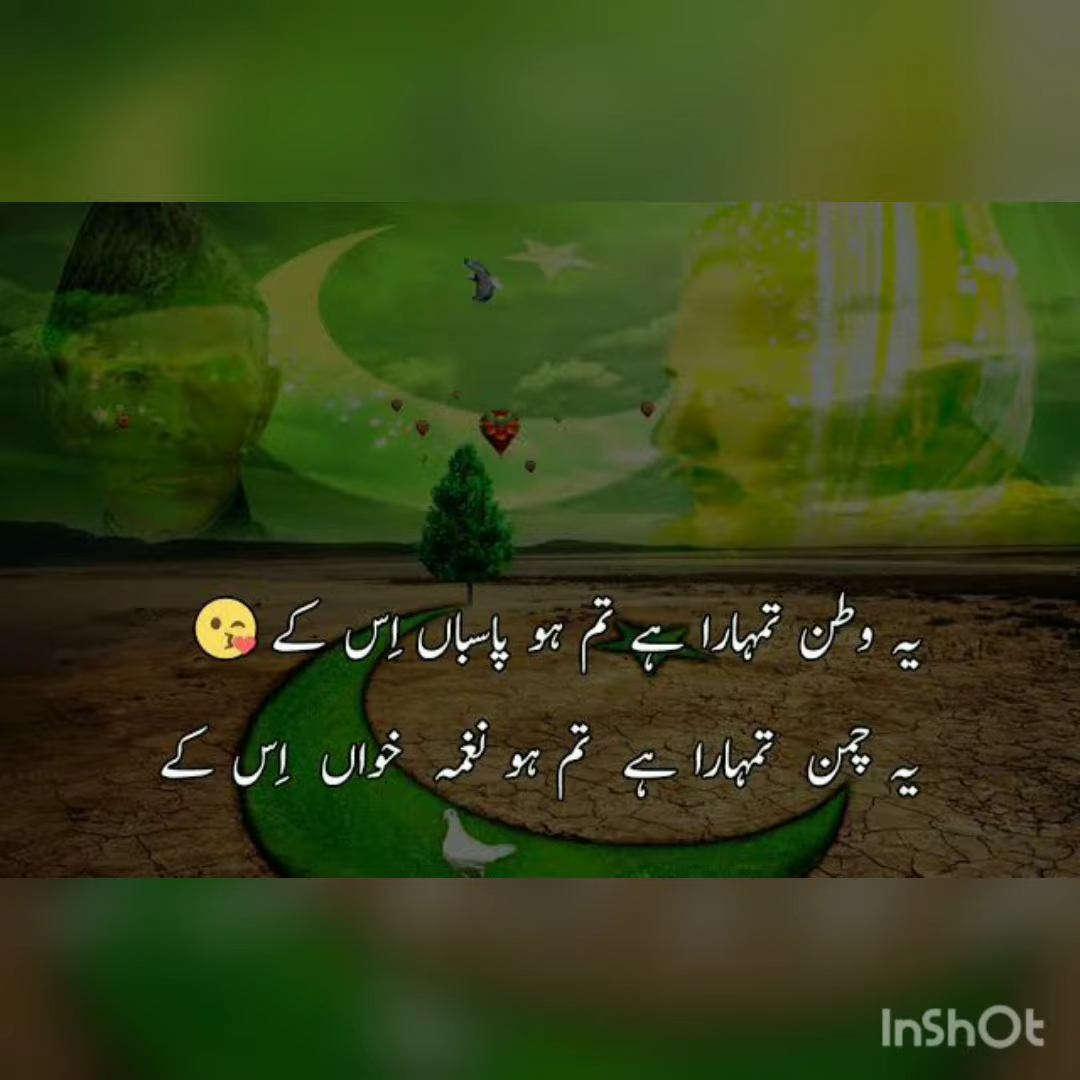 یہ وطن تمہارا ہے تم ہو پاسباں اِس کے 😘
یہ چمن تمہارا ہے تم ہو نغمہ خواں اِس کے
InShOt